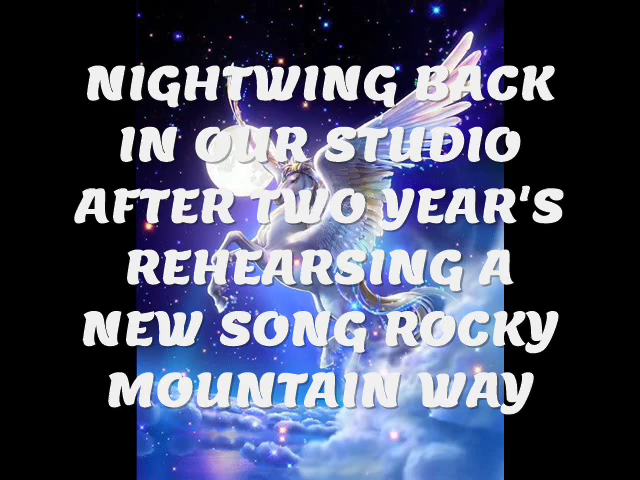 NIGHTWING BACK
IN OUR STUDIO
AFTER TWO YEAR'S
REHEARSING A
NEW SONG ROCKY
MOUNTAIN WAY